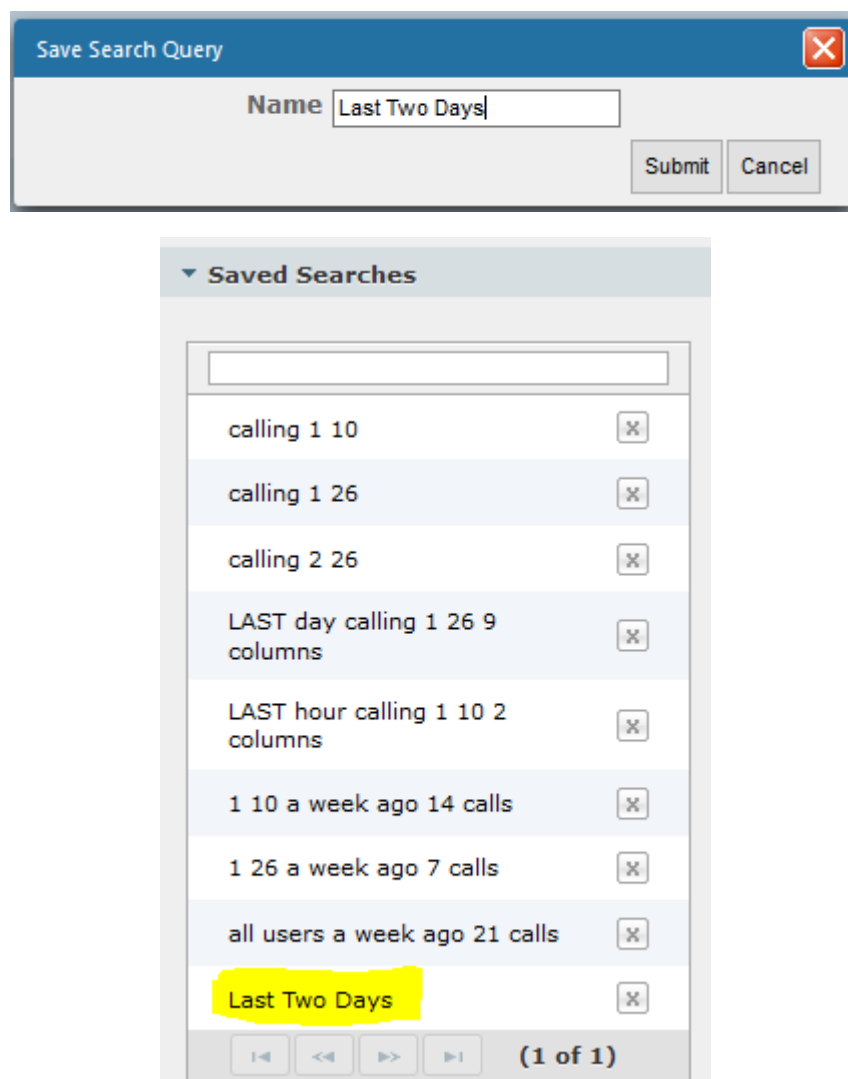 Save Search Query
Name Last Two Days
Submit Cancel
Saved Searches
calling 1 10
calling 1 26
calling 2 26
LAST day calling 1 26 9
columns
LAST hour calling 1 10 2
columns
1 10 a week ago 14 calls
1 26 a week ago 7 calls
all users a week ago 21 calls
Last Two Days
(1 of 1)